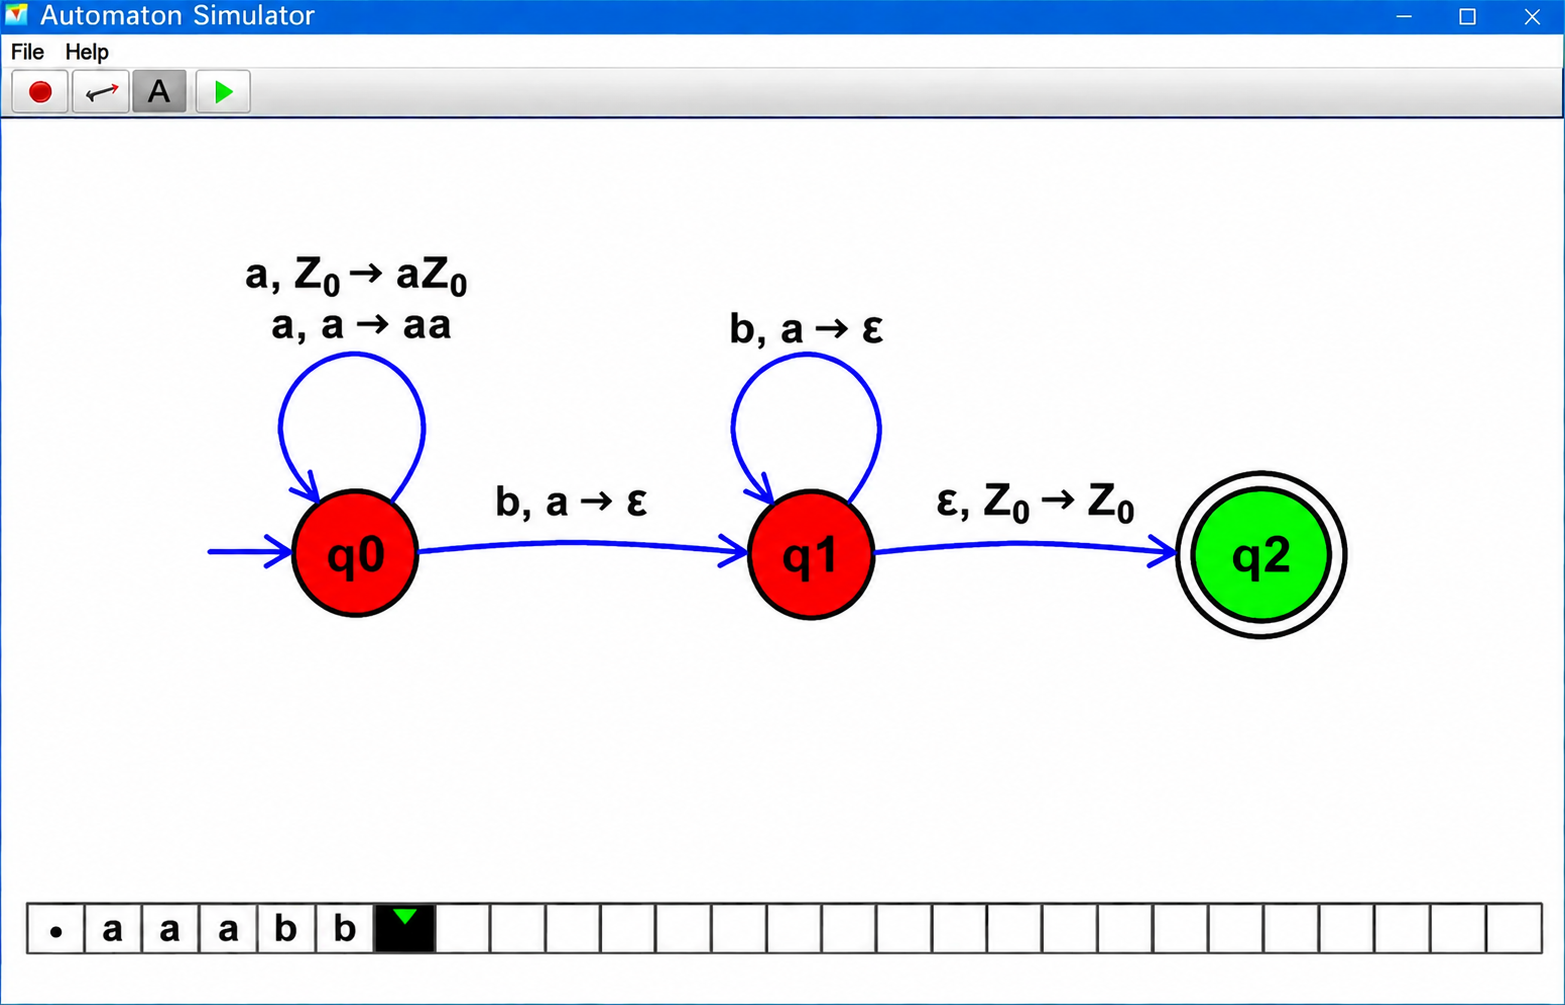 Automaton Simulator
File Help
A
a, Z₀ → aZ₀
a, a → aa
b, a → ε
b, a → ε
ε, Z₀ → Z₀
q0
q1
q2
• a a a b b